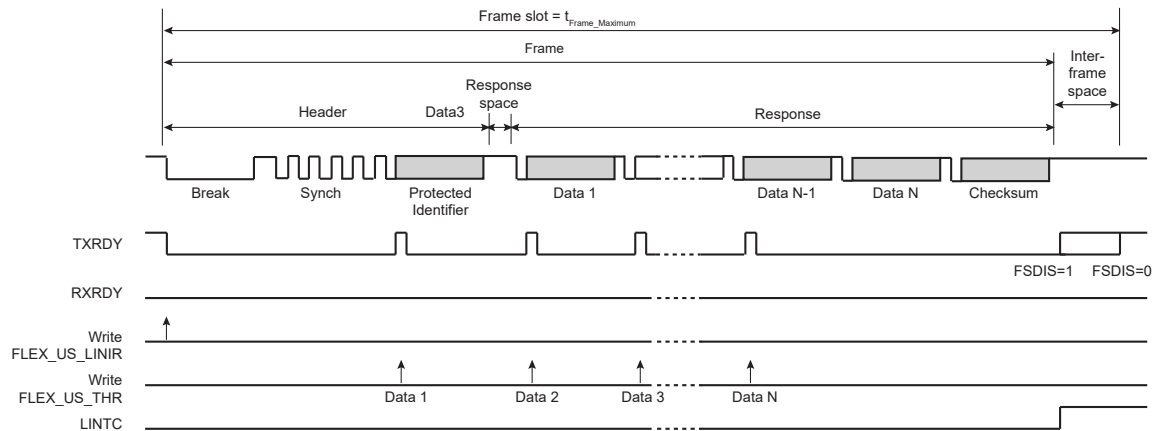 Frame slot = tFrame_Maximum
Frame
Inter-
frame
space
Response
space
Header
Data3
Response
Break
Synch
Protected
Identifier
Data 1
Data N-1
Data N
Checksum
TXRDY
FSDIS=1
FSDIS=0
RXRDY
Write
FLEX_US_LINIR
Write
FLEX_US_THR
Data 1
Data 2
Data 3
Data N
LINTC